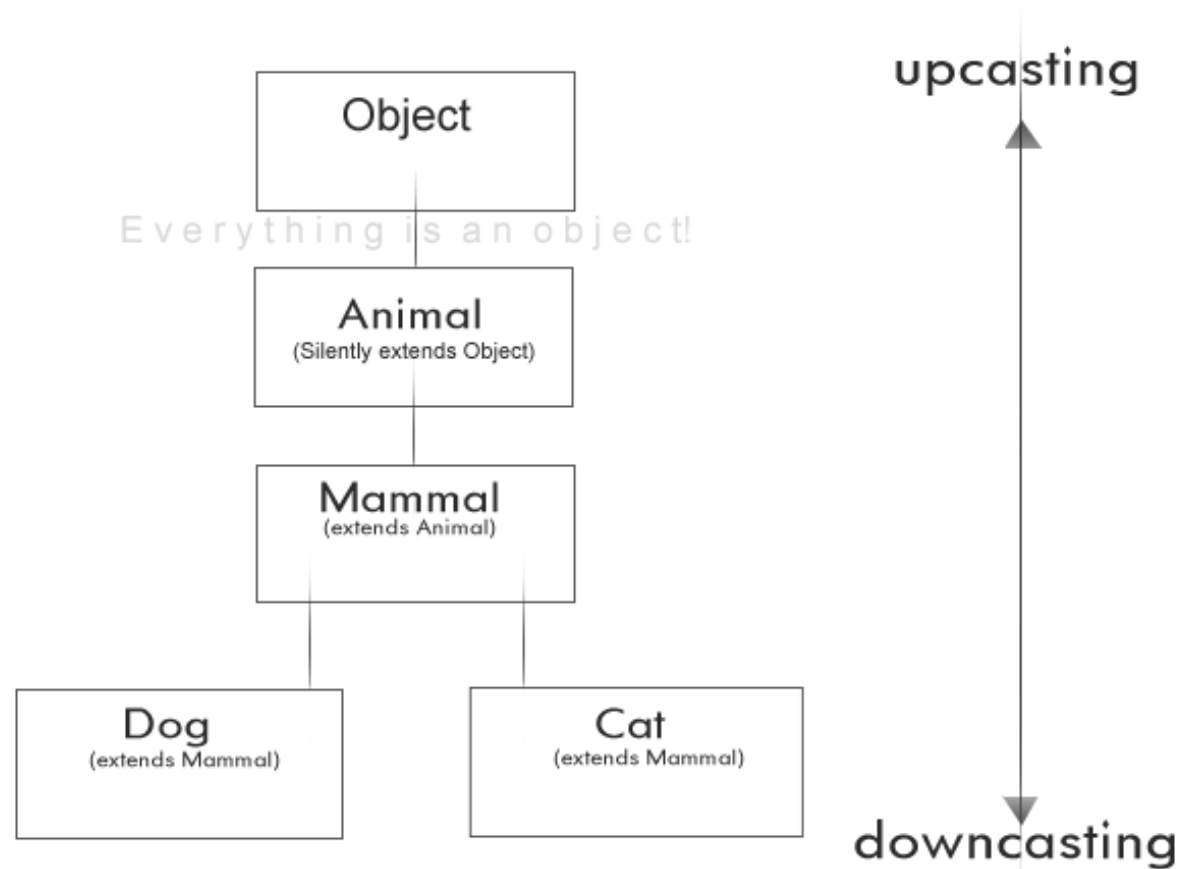 upcasting
Object
Everything is an object!
Animal
(Silently extends Object)
Mammal
(extends Animal)
Dog
(extends Mammal)
Cat
(extends Mammal)
downcasting